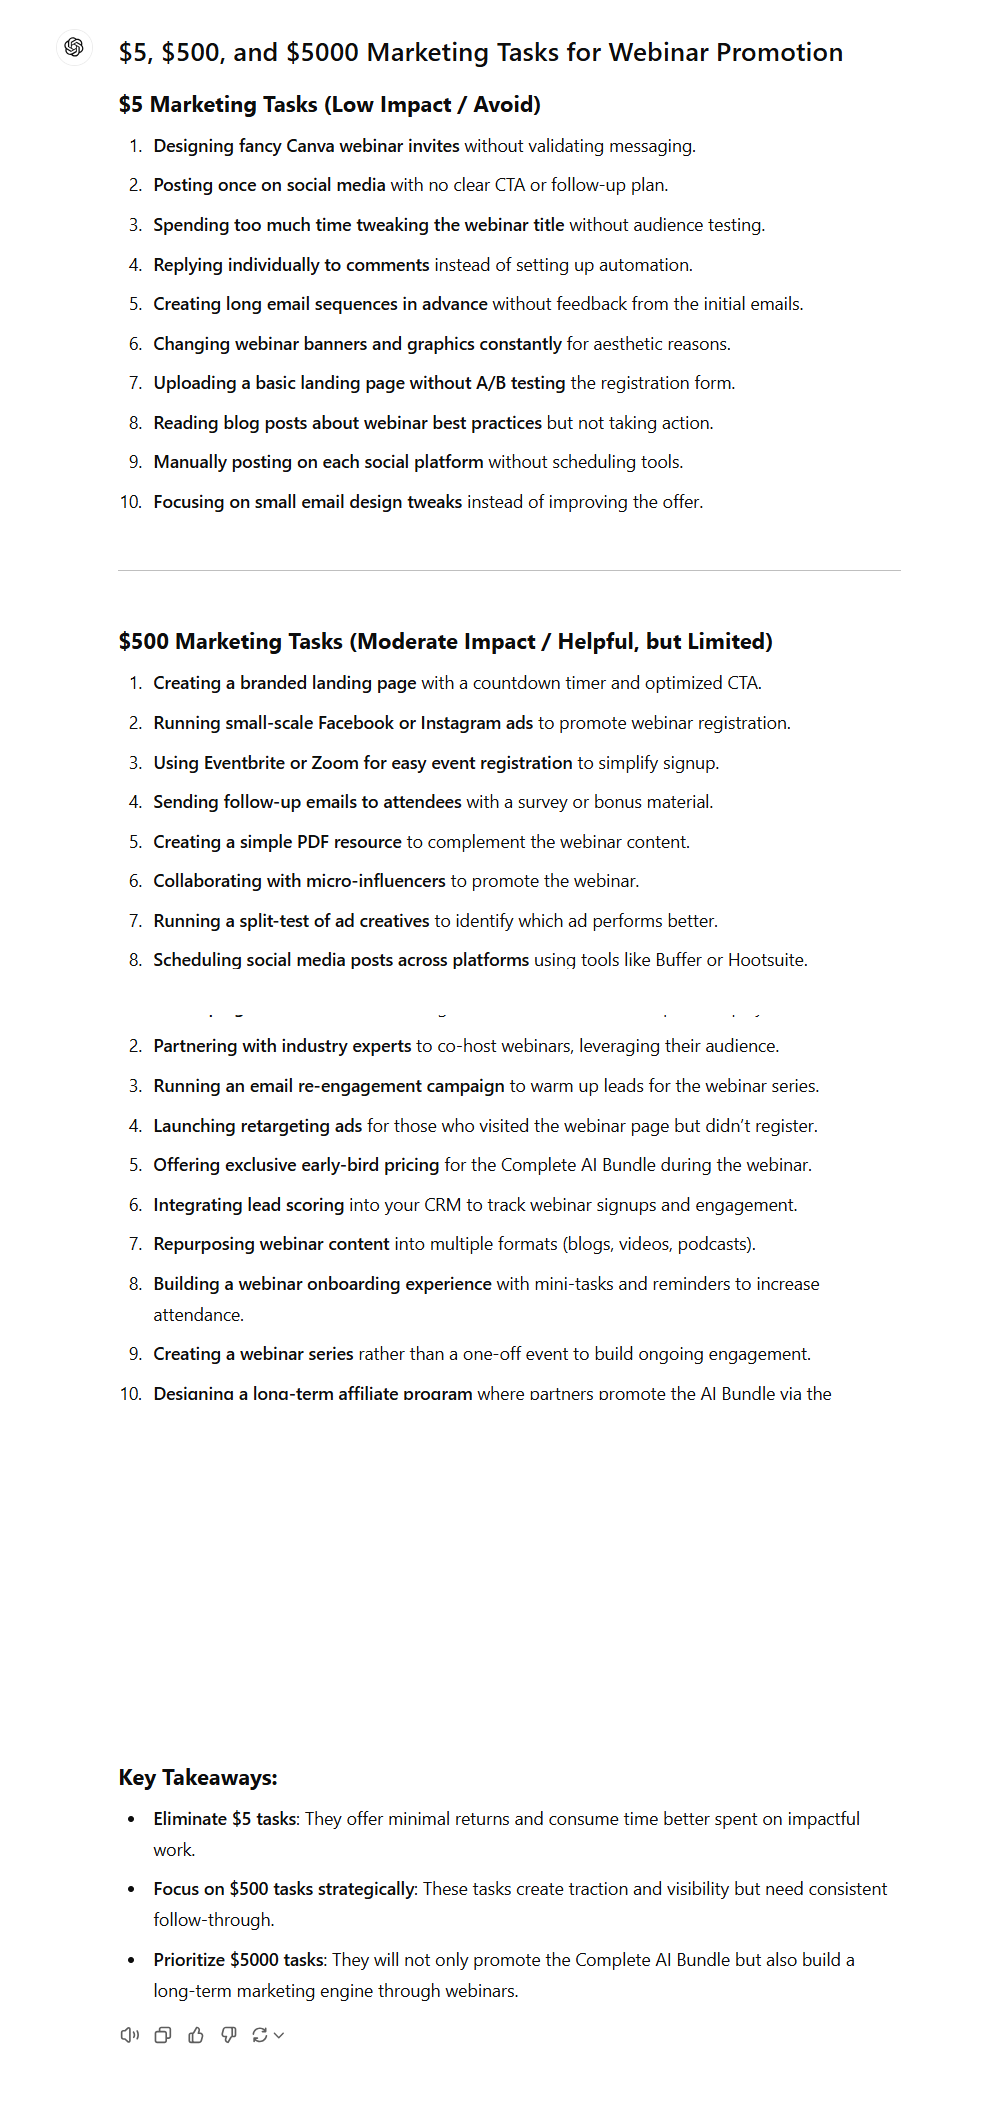 $5, $500, and $5000 Marketing Tasks for Webinar Promotion
$5 Marketing Tasks (Low Impact / Avoid)
1. Designing fancy Canva webinar invites without validating messaging.
2. Posting once on social media with no clear CTA or follow-up plan.
3. Spending too much time tweaking the webinar title without audience testing.
4. Replying individually to comments instead of setting up automation.
5. Creating long email sequences in advance without feedback from the initial emails.
6. Changing webinar banners and graphics constantly for aesthetic reasons.
7. Uploading a basic landing page without A/B testing the registration form.
8. Reading blog posts about webinar best practices but not taking action.
9. Manually posting on each social platform without scheduling tools.
10. Focusing on small email design tweaks instead of improving the offer.
$500 Marketing Tasks (Moderate Impact / Helpful, but Limited)
1. Creating a branded landing page with a countdown timer and optimized CTA.
2. Running small-scale Facebook or Instagram ads to promote webinar registration.
3. Using Eventbrite or Zoom for easy event registration to simplify signup.
4. Sending follow-up emails to attendees with a survey or bonus material.
5. Creating a simple PDF resource to complement the webinar content.
6. Collaborating with micro-influencers to promote the webinar.
7. Running a split-test of ad creatives to identify which ad performs better.
8. Scheduling social media posts across platforms using tools like Buffer or Hootsuite.
2. Partnering with industry experts to co-host webinars, leveraging their audience.
3. Running an email re-engagement campaign to warm up leads for the webinar series.
4. Launching retargeting ads for those who visited the webinar page but didn't register.
5. Offering exclusive early-bird pricing for the Complete AI Bundle during the webinar.
6. Integrating lead scoring into your CRM to track webinar signups and engagement.
7. Repurposing webinar content into multiple formats (blogs, videos, podcasts).
8. Building a webinar onboarding experience with mini-tasks and reminders to increase
attendance.
9. Creating a webinar series rather than a one-off event to build ongoing engagement.
10. Designing a long-term affiliate program where partners promote the AI Bundle via the
Key Takeaways:
• Eliminate $5 tasks: They offer minimal returns and consume time better spent on impactful
work.
• Focus on $500 tasks strategically: These tasks create traction and visibility but need consistent
follow-through.
• Prioritize $5000 tasks: They will not only promote the Complete AI Bundle but also build a
long-term marketing engine through webinars.